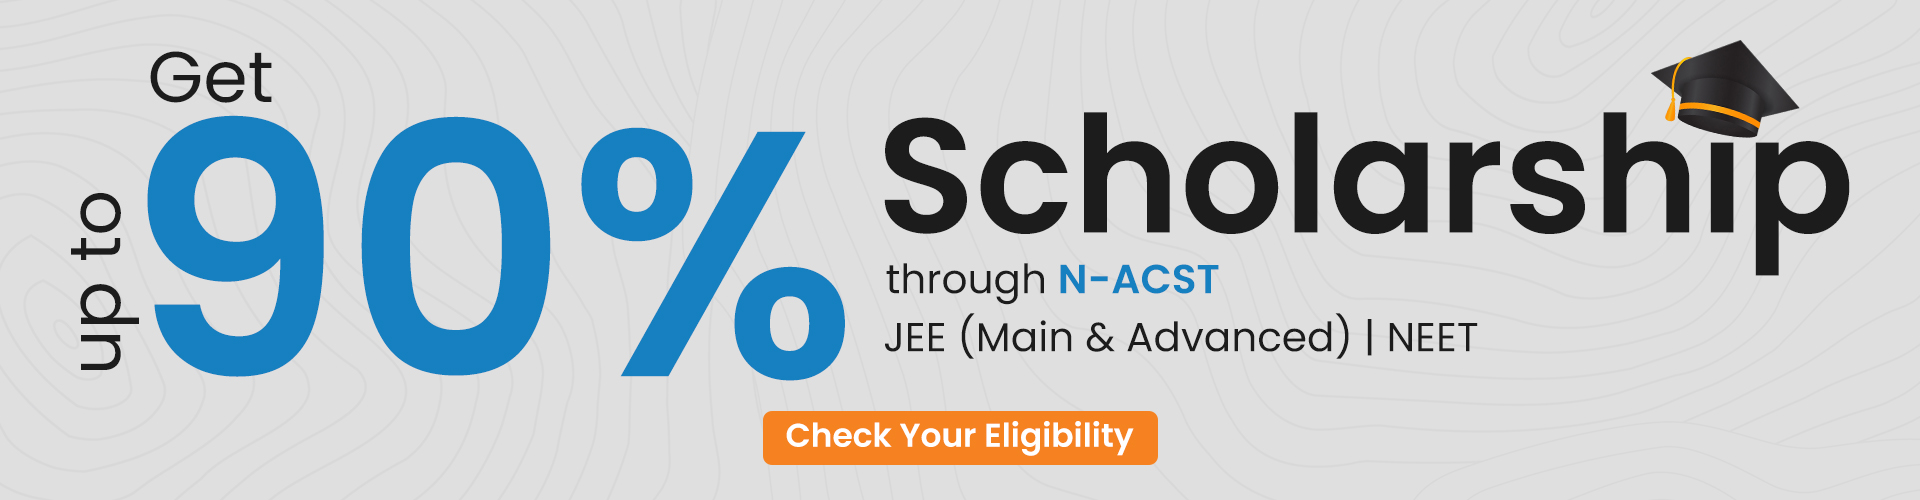 Get
up to
90%
Scholarship
through N-ACST
JEE (Main & Advanced) | NEET
Check Your Eligibility